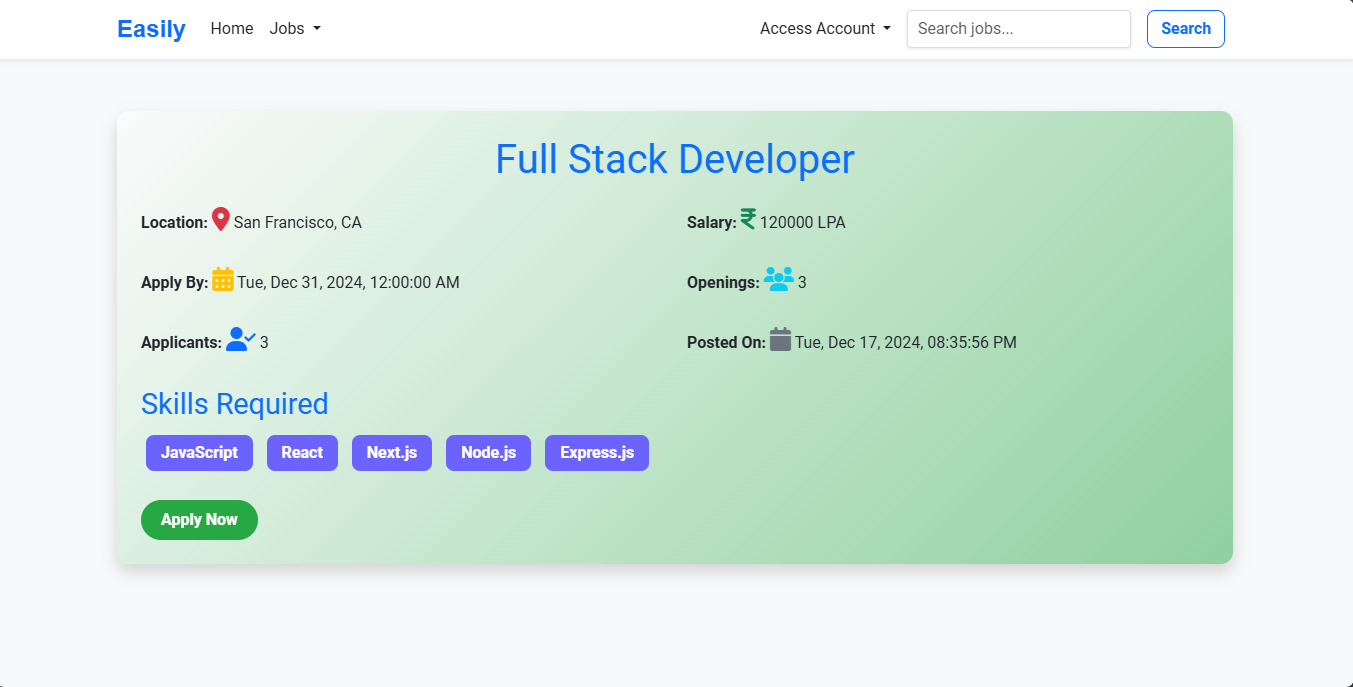 Easily Home Jobs Access Account Search jobs... Search
Full Stack Developer
Location: San Francisco, CA
Salary: ₹ 120000 LPA
Apply By: Tue, Dec 31, 2024, 12:00:00 AM
Openings: 3
Applicants: 3
Posted On: Tue, Dec 17, 2024, 08:35:56 PM
Skills Required
JavaScript React Next.js Node.js Express.js
Apply Now